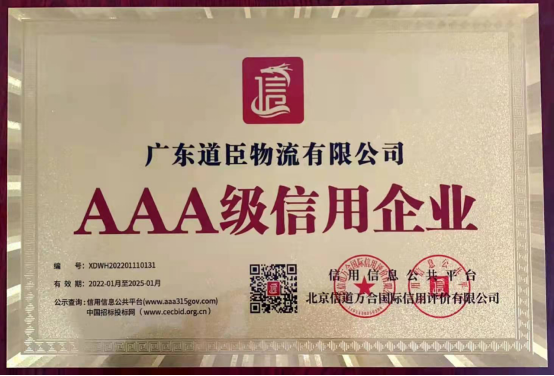 信
广东道臣物流有限公司
AAA级信用企业
编 号：XDWH202201110131
有 效 期：2022-01月至2025-01月
公示查询：信用信息公共平台(www.aaa315gov.com)
中国招标投标网（www.cecbid.org.cn）
信用信息公共平台
北京信道万合国际信用评价有限公司